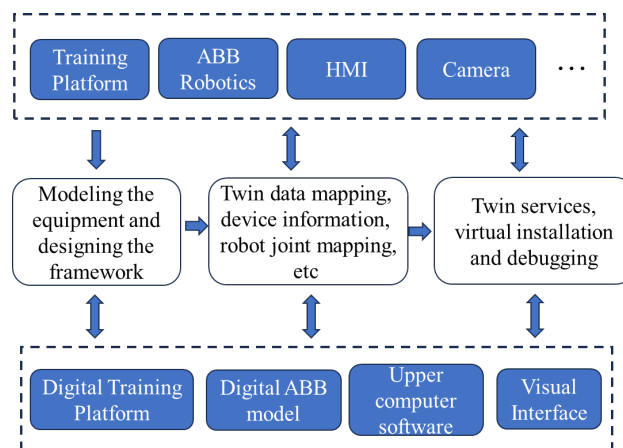 Training
Platform
ABB
Robotics
HMI
Camera
...
Modeling the
equipment and
designing the
framework
Twin data mapping,
device information,
robot joint mapping,
etc
Twin services,
virtual installation
and debugging
Digital Training
Platform
Digital ABB
model
Upper
computer
software
Visual
Interface